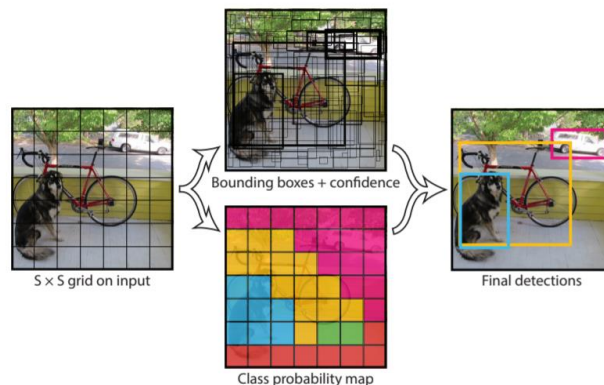 S × S grid on input
Bounding boxes + confidence
Class probability map
Final detections